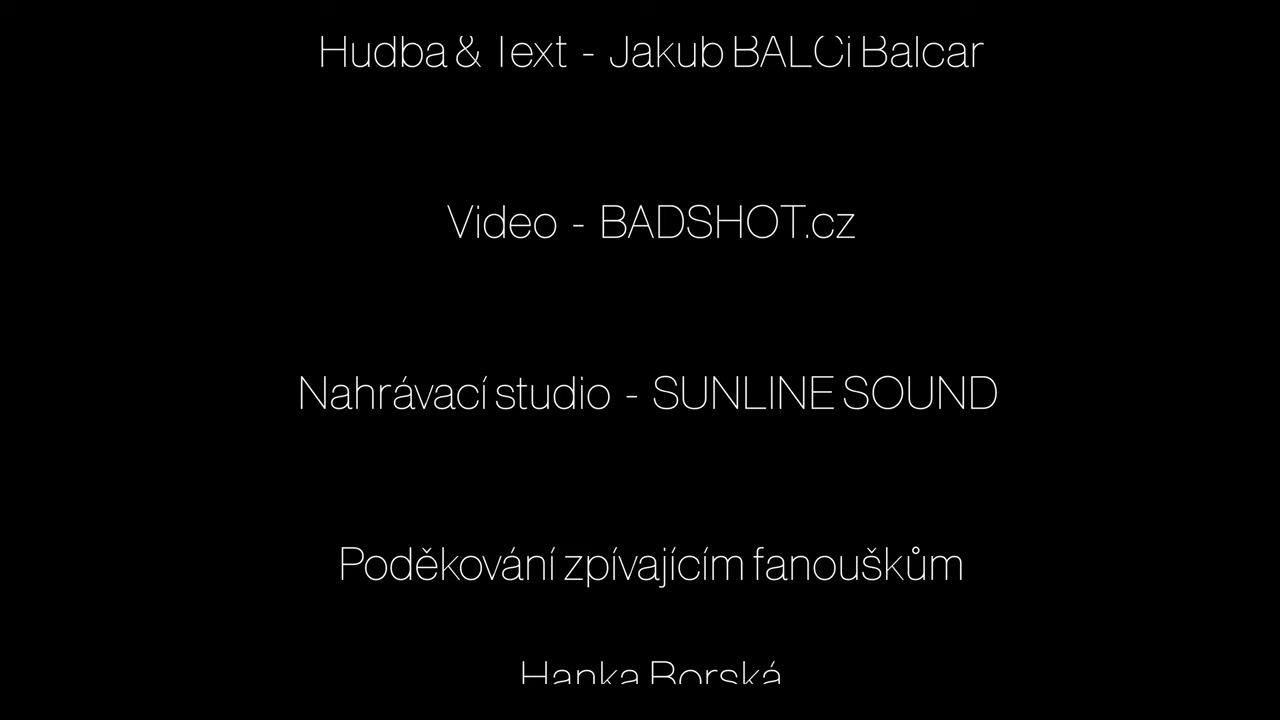 Hudba & Text - Jakub BALCi Balcar
Video - BADSHOT.cz
Nahrávací studio - SUNLINE SOUND
Poděkování zpívajícím fanouškům
Hanka Borská